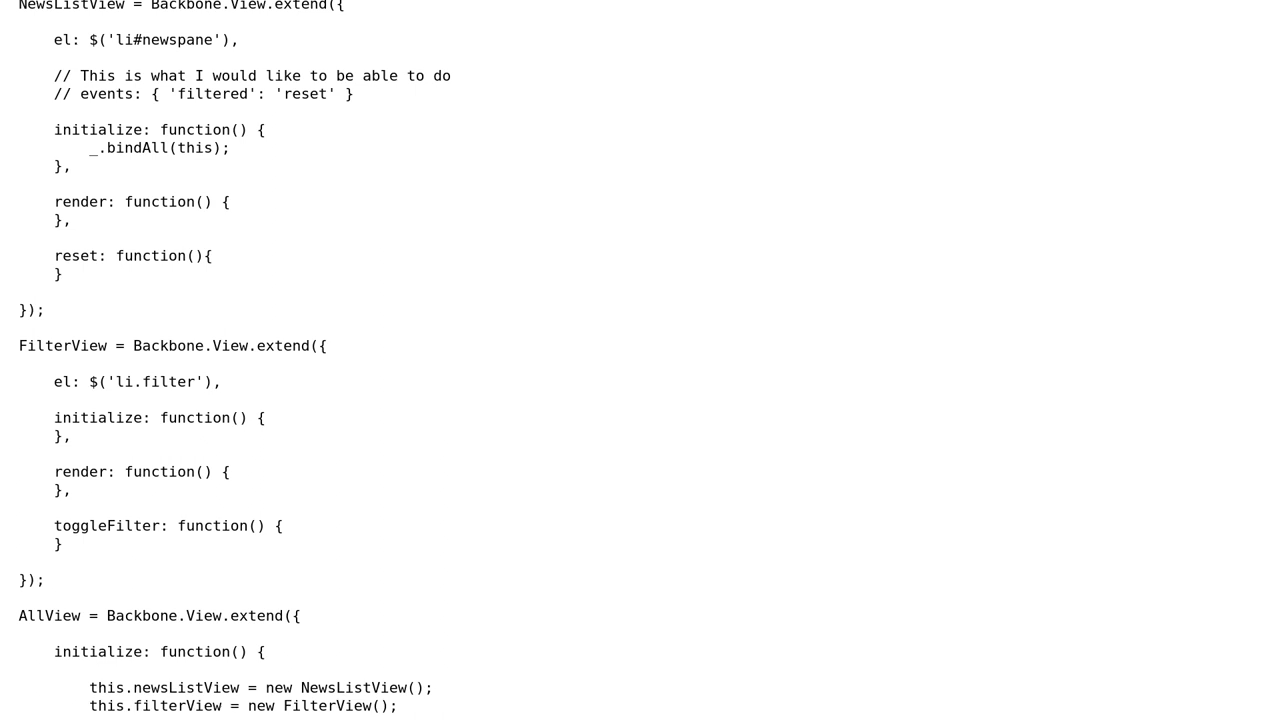 NewsListView = Backbone.View.extend({
    el: $('li#newspane'),
    // This is what I would like to be able to do
    // events: { 'filtered': 'reset' }
    initialize: function() {
        _.bindAll(this);
    },
    render: function() {
    },
    reset: function(){
    }
});
FilterView = Backbone.View.extend({
    el: $('li.filter'),
    initialize: function() {
    },
    render: function() {
    },
    toggleFilter: function() {
    }
});
AllView = Backbone.View.extend({
    initialize: function() {
        this.newsListView = new NewsListView();
        this.filterView = new FilterView();